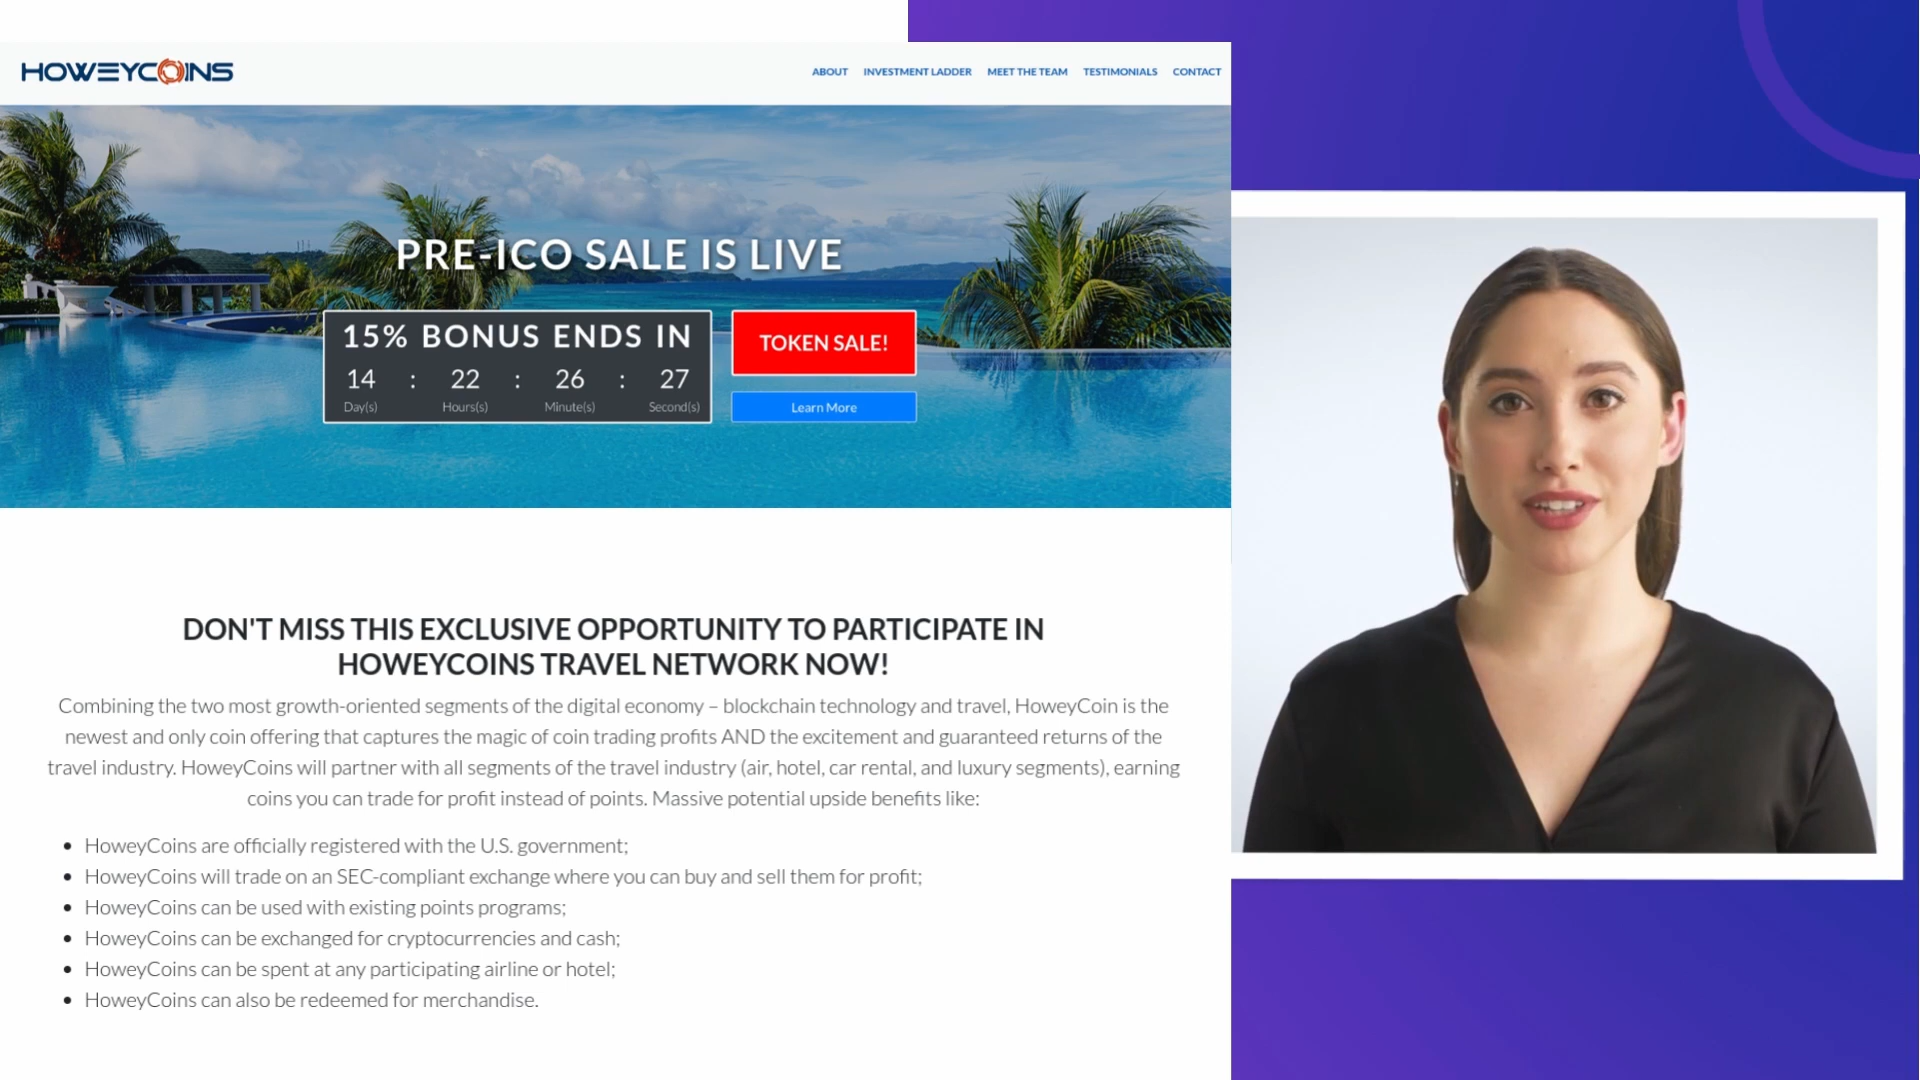 HOWEYCOINS
ABOUT INVESTMENT LADDER MEET THE TEAM TESTIMONIALS CONTACT
PRE-ICO SALE IS LIVE
15% BONUS ENDS IN
14 : 22 : 26 : 27
Day(s) Hours(s) Minute(s) Second(s)
TOKEN SALE!
Learn More
DON'T MISS THIS EXCLUSIVE OPPORTUNITY TO PARTICIPATE IN
HOWEYCOINS TRAVEL NETWORK NOW!
Combining the two most growth-oriented segments of the digital economy – blockchain technology and travel, HoweyCoin is the
newest and only coin offering that captures the magic of coin trading profits AND the excitement and guaranteed returns of the
travel industry. HoweyCoins will partner with all segments of the travel industry (air, hotel, car rental, and luxury segments), earning
coins you can trade for profit instead of points. Massive potential upside benefits like:
• HoweyCoins are officially registered with the U.S. government;
• HoweyCoins will trade on an SEC-compliant exchange where you can buy and sell them for profit;
• HoweyCoins can be used with existing points programs;
• HoweyCoins can be exchanged for cryptocurrencies and cash;
• HoweyCoins can be spent at any participating airline or hotel;
• HoweyCoins can also be redeemed for merchandise.